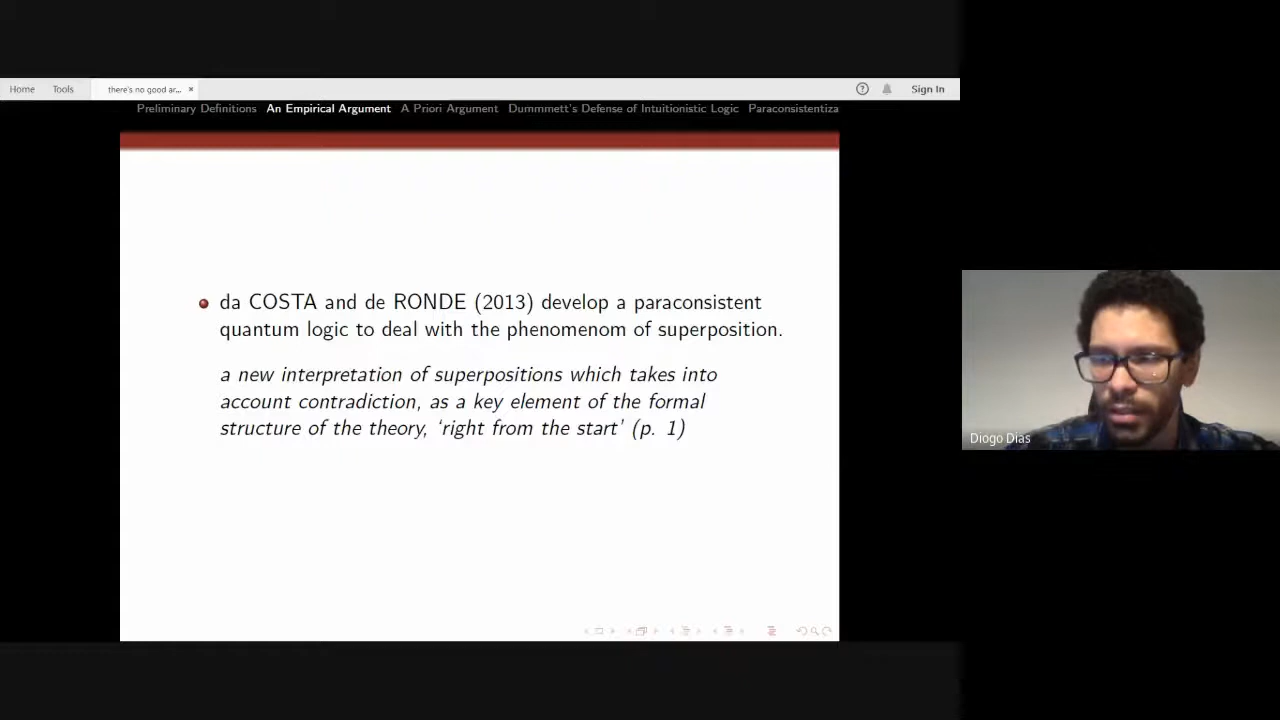 Home Tools there's no good ar... × ? Sign In
Preliminary Definitions An Empirical Argument A Priori Argument Dummmett's Defense of Intuitionistic Logic Paraconsistentiza
da COSTA and de RONDE (2013) develop a paraconsistent
quantum logic to deal with the phenomenom of superposition.
a new interpretation of superpositions which takes into
account contradiction, as a key element of the formal
structure of the theory, ‘right from the start’ (p. 1)
Diogo Dias